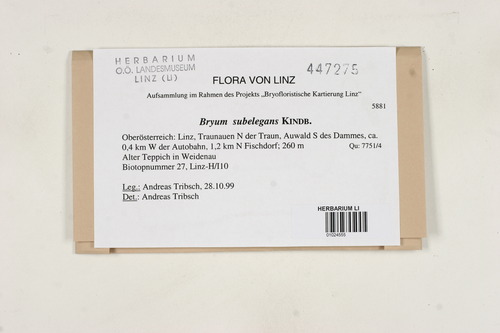 HERBARIUM
O.Ö. LANDESMUSEUM
LINZ (LI)
447275
FLORA VON LINZ
Aufsammlung im Rahmen des Projekts „Bryofloristische Kartierung Linz“
5881
Bryum subelegans KINDB.
Oberösterreich: Linz, Traunauen N der Traun, Auwald S des Dammes, ca.
0,4 km W der Autobahn, 1,2 km N Fischdorf; 260 m Qu: 7751/4
Alter Teppich in Weidenau
Biotopnummer 27, Linz-H/I10
Leg.: Andreas Tribsch, 28.10.99
Det.: Andreas Tribsch
HERBARIUM LI
01024555